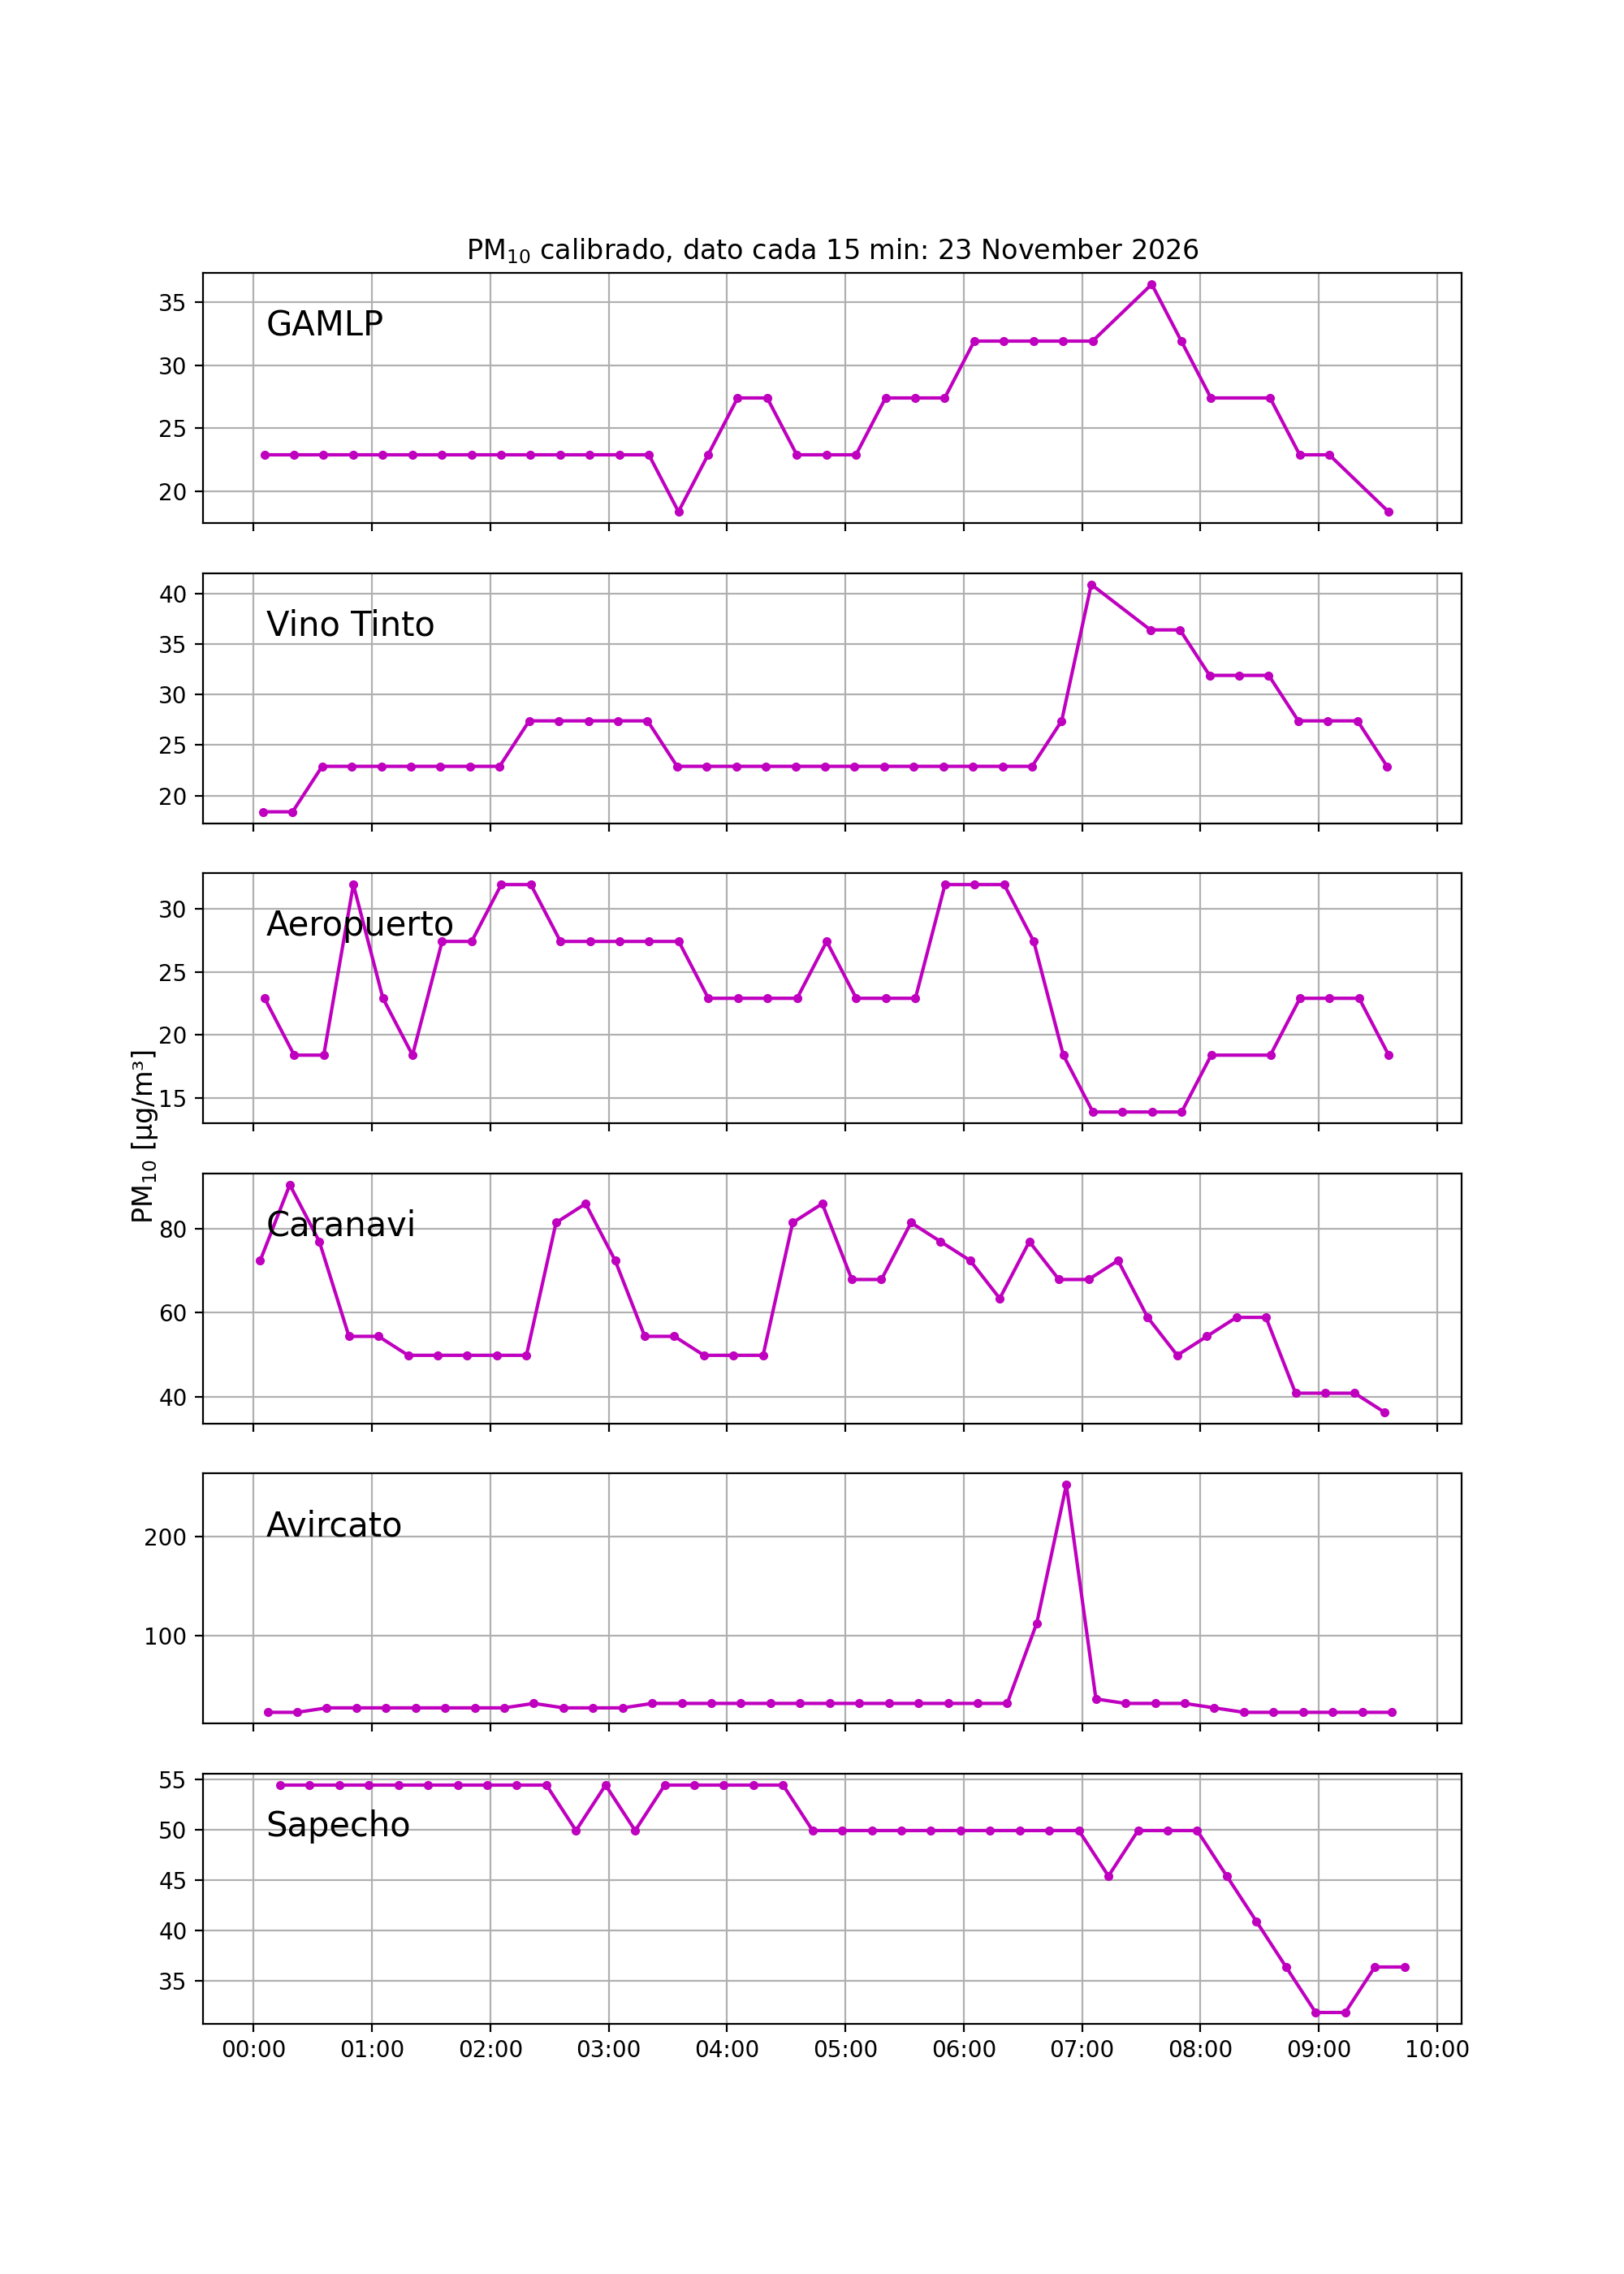 PM₁₀ calibrado, dato cada 15 min: 23 November 2026
PM₁₀ [µg/m³]
35
30
25
20
GAMLP
40
35
30
25
20
Vino Tinto
30
25
20
15
Aeropuerto
80
60
40
Caranavi
200
100
Avircato
55
50
45
40
35
Sapecho
00:00 01:00 02:00 03:00 04:00 05:00 06:00 07:00 08:00 09:00 10:00